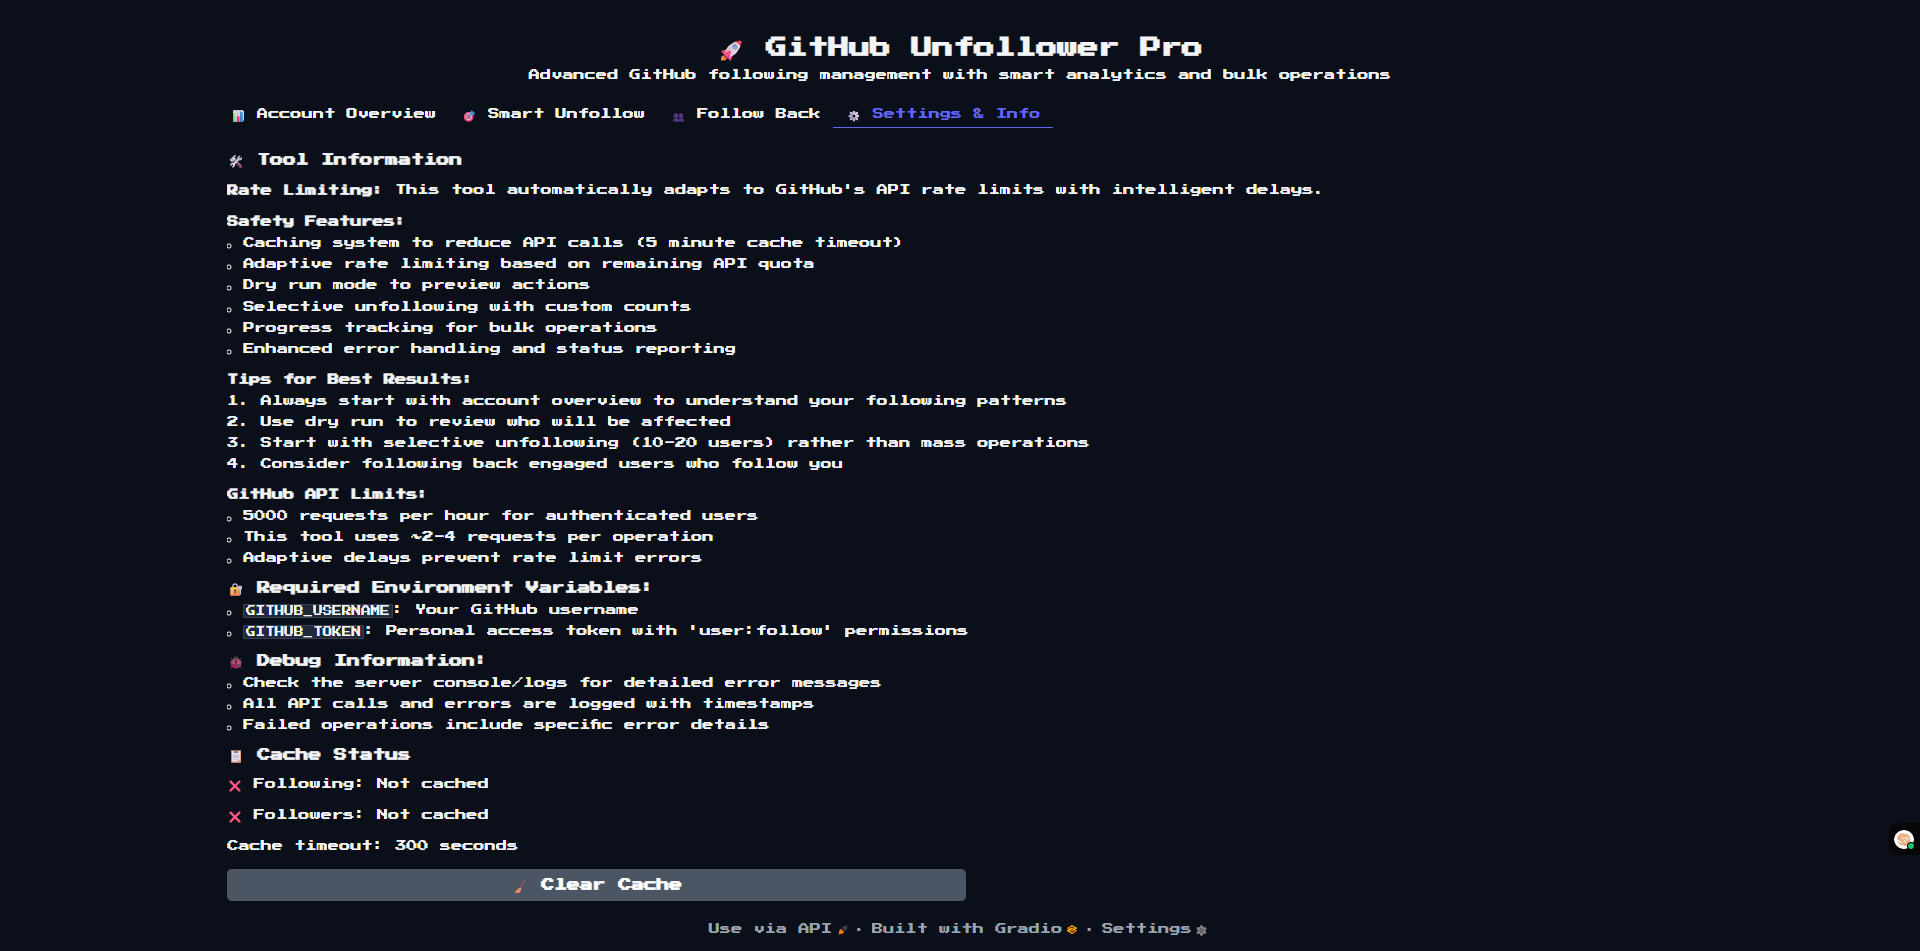 🚀 GitHub Unfollower Pro
Advanced GitHub following management with smart analytics and bulk operations
📊 Account Overview 🎯 Smart Unfollow 👥 Follow Back ⚙️ Settings & Info
🛠️ Tool Information
Rate Limiting: This tool automatically adapts to GitHub's API rate limits with intelligent delays.
Safety Features:
◦ Caching system to reduce API calls (5 minute cache timeout)
◦ Adaptive rate limiting based on remaining API quota
◦ Dry run mode to preview actions
◦ Selective unfollowing with custom counts
◦ Progress tracking for bulk operations
◦ Enhanced error handling and status reporting
Tips for Best Results:
1. Always start with account overview to understand your following patterns
2. Use dry run to review who will be affected
3. Start with selective unfollowing (10-20 users) rather than mass operations
4. Consider following back engaged users who follow you
GitHub API Limits:
◦ 5000 requests per hour for authenticated users
◦ This tool uses ~2-4 requests per operation
◦ Adaptive delays prevent rate limit errors
🔐 Required Environment Variables:
◦ GITHUB_USERNAME: Your GitHub username
◦ GITHUB_TOKEN: Personal access token with 'user:follow' permissions
🐞 Debug Information:
◦ Check the server console/logs for detailed error messages
◦ All API calls and errors are logged with timestamps
◦ Failed operations include specific error details
📋 Cache Status
❌ Following: Not cached
❌ Followers: Not cached
Cache timeout: 300 seconds
🧹 Clear Cache
Use via API 🚀 · Built with Gradio · Settings ⚙️